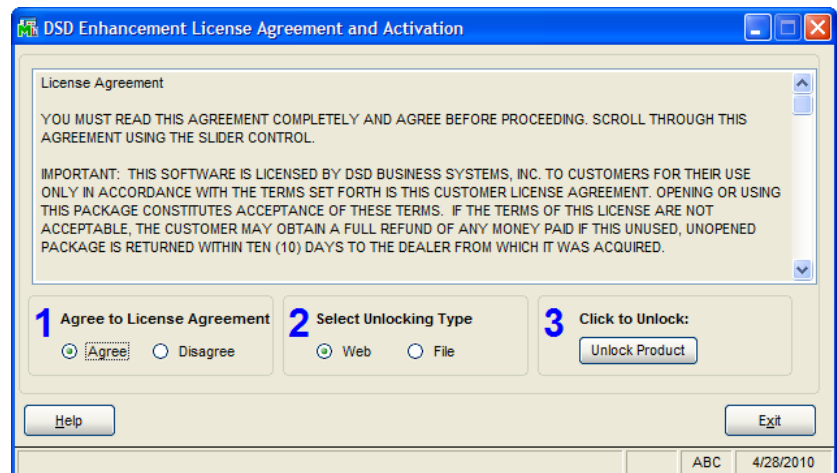 DSD Enhancement License Agreement and Activation
License Agreement
YOU MUST READ THIS AGREEMENT COMPLETELY AND AGREE BEFORE PROCEEDING. SCROLL THROUGH THIS
AGREEMENT USING THE SLIDER CONTROL.
IMPORTANT: THIS SOFTWARE IS LICENSED BY DSD BUSINESS SYSTEMS, INC. TO CUSTOMERS FOR THEIR USE
ONLY IN ACCORDANCE WITH THE TERMS SET FORTH IS THIS CUSTOMER LICENSE AGREEMENT. OPENING OR USING
THIS PACKAGE CONSTITUTES ACCEPTANCE OF THESE TERMS. IF THE TERMS OF THIS LICENSE ARE NOT
ACCEPTABLE, THE CUSTOMER MAY OBTAIN A FULL REFUND OF ANY MONEY PAID IF THIS UNUSED, UNOPENED
PACKAGE IS RETURNED WITHIN TEN (10) DAYS TO THE DEALER FROM WHICH IT WAS ACQUIRED.
1 Agree to License Agreement
Agree Disagree
2 Select Unlocking Type
Web File
3 Click to Unlock:
Unlock Product
Help Exit
ABC 4/28/2010